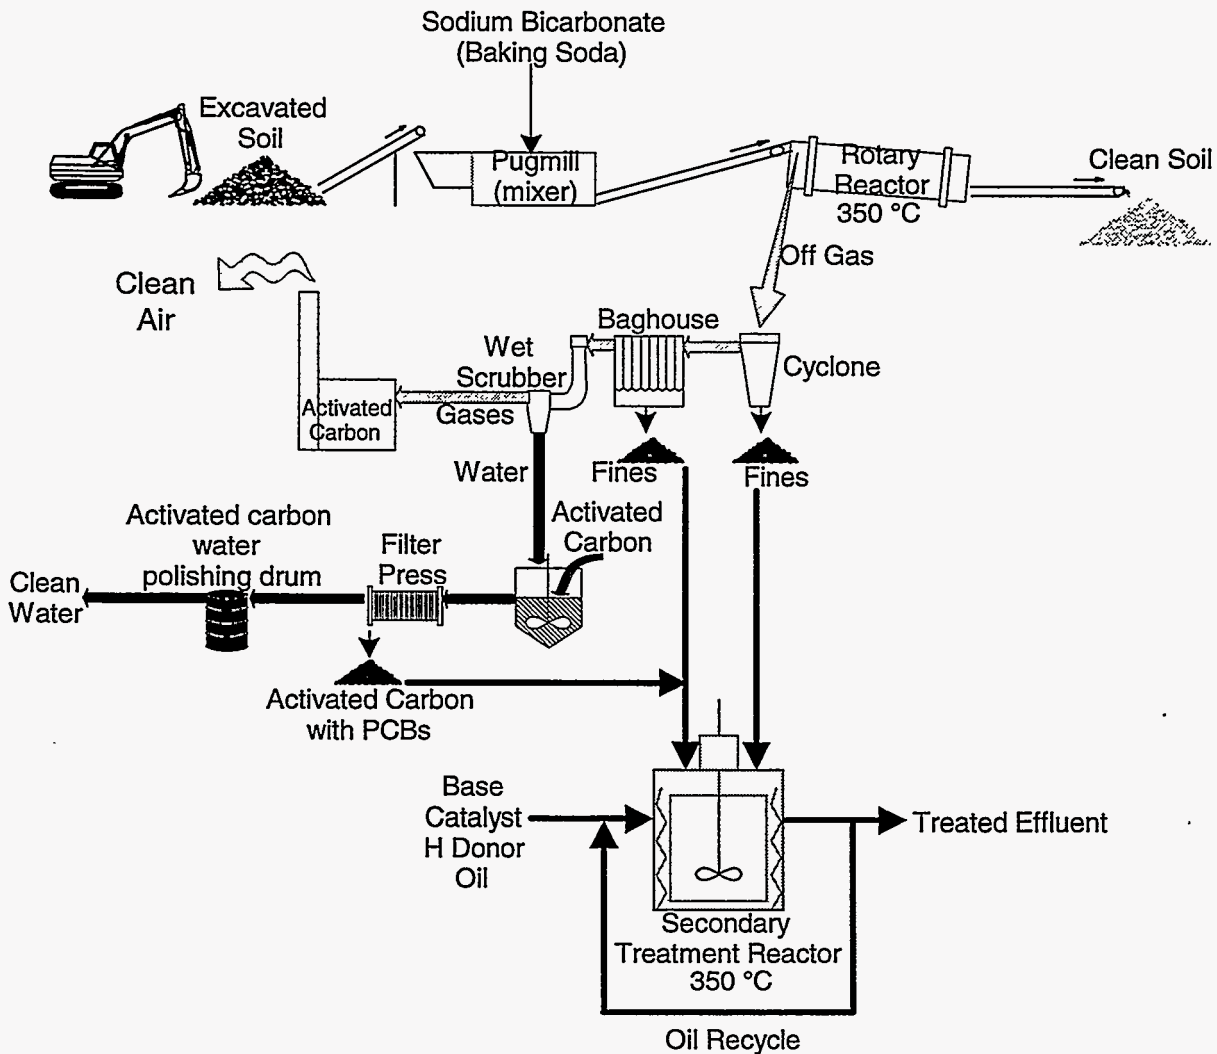 Sodium Bicarbonate
(Baking Soda)
Excavated
Soil
Pugmill
(mixer)
Rotary
Reactor
350 °C
Clean Soil
Off Gas
Clean
Air
Baghouse
Wet
Scrubber
Cyclone
Activated
Carbon
Gases
Water
Fines
Fines
Activated
Carbon
Activated carbon
water
polishing drum
Filter
Press
Clean
Water
Activated Carbon
with PCBs
Base
Catalyst
H Donor
Oil
Treated Effluent
Secondary
Treatment Reactor
350 °C
Oil Recycle